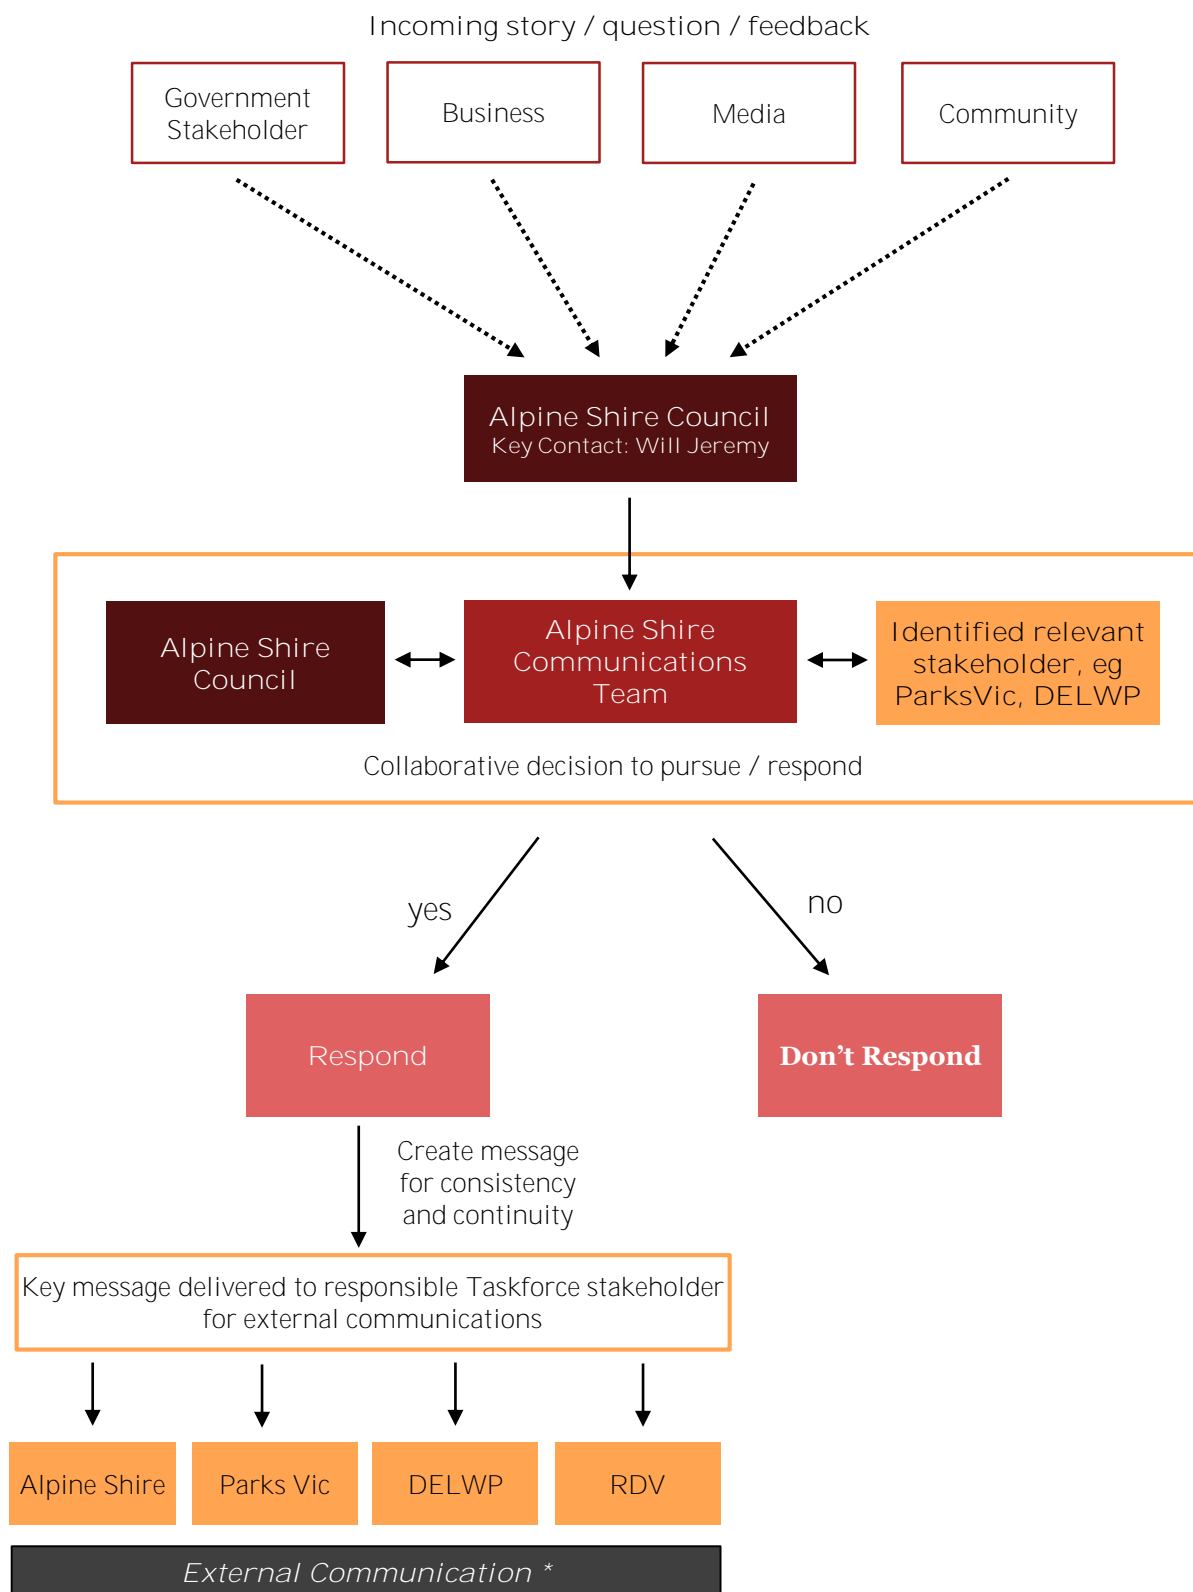 Incoming story / question / feedback
Government
Stakeholder
Business
Media
Community
Alpine Shire Council
Key Contact: Will Jeremy
Alpine Shire
Council
Alpine Shire
Communications
Team
Identified relevant
stakeholder, eg
ParksVic, DELWP
Collaborative decision to pursue / respond
yes
no
Respond
Don’t Respond
Create message
for consistency
and continuity
Key message delivered to responsible Taskforce stakeholder
for external communications
Alpine Shire
Parks Vic
DELWP
RDV
External Communication *